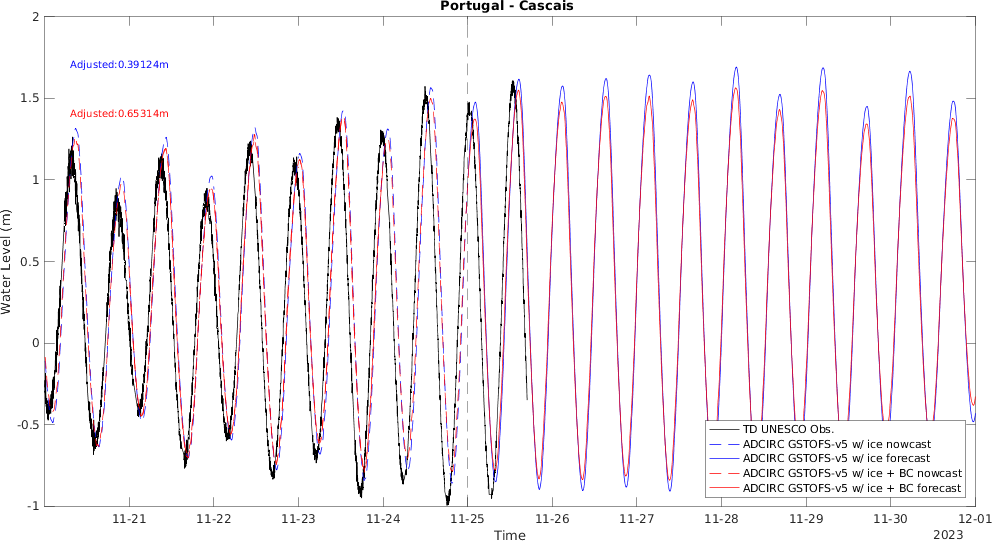 Portugal - Cascais
2
Adjusted:0.39124m
1.5
Adjusted:0.65314m
1
Water Level (m)
0.5
0
-0.5
-1
TD UNESCO Obs.
ADCIRC GSTOFS-v5 w/ ice nowcast
ADCIRC GSTOFS-v5 w/ ice forecast
ADCIRC GSTOFS-v5 w/ ice + BC nowcast
ADCIRC GSTOFS-v5 w/ ice + BC forecast
11-21 11-22 11-23 11-24 11-25 11-26 11-27 11-28 11-29 11-30 12-01
Time
2023